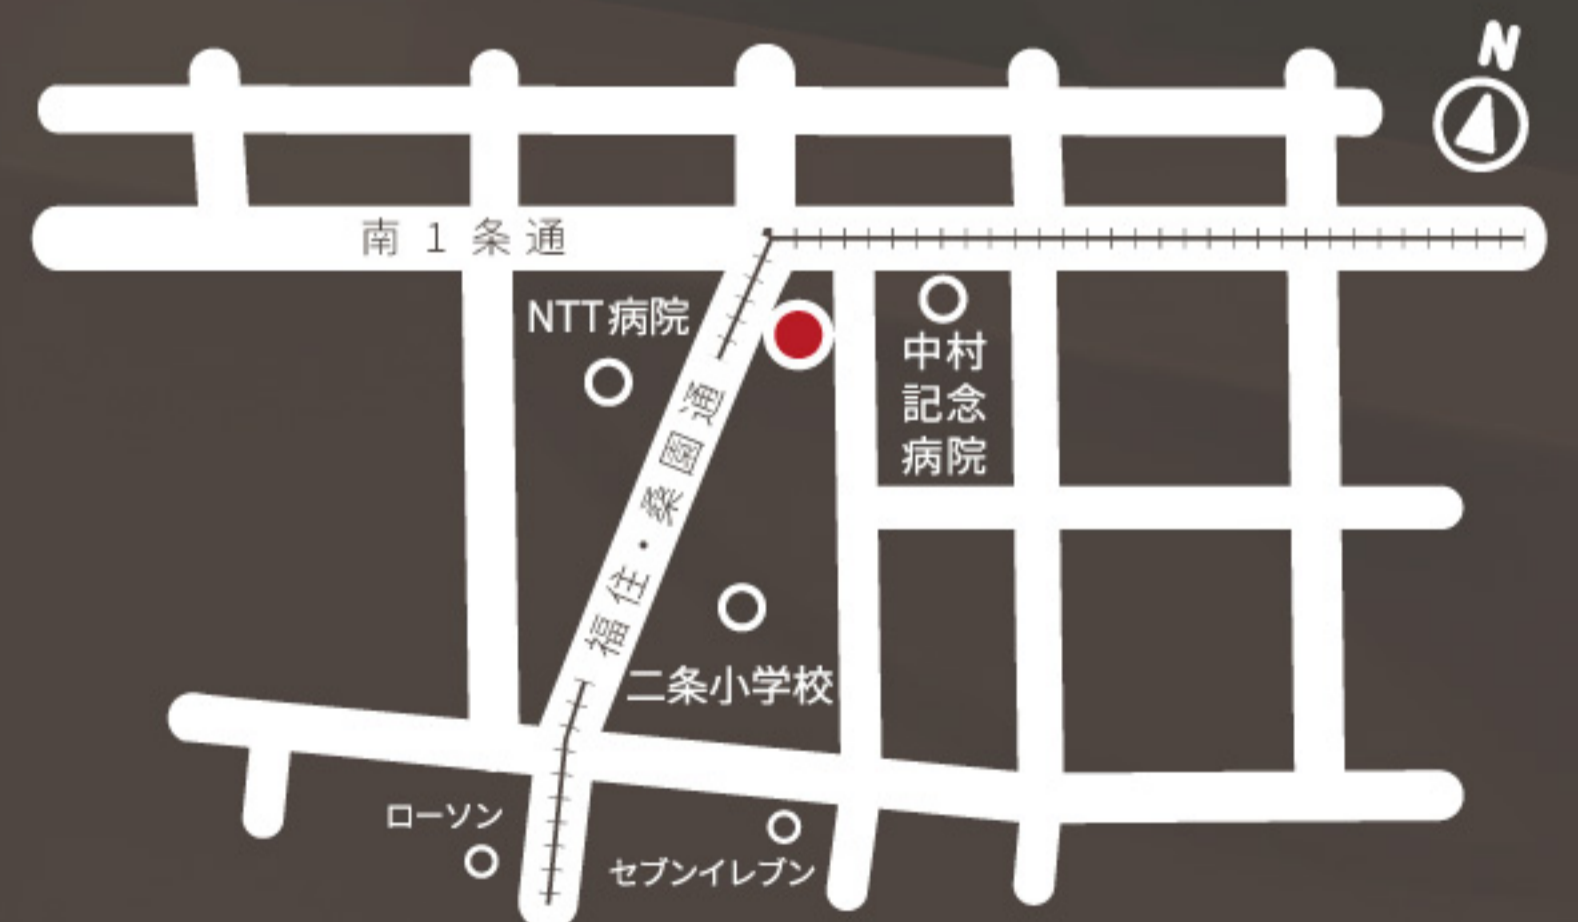 N
南1条通
NTT病院
中村
記念
病院
福住・桑園通
二条小学校
ローソン
セブンイレブン